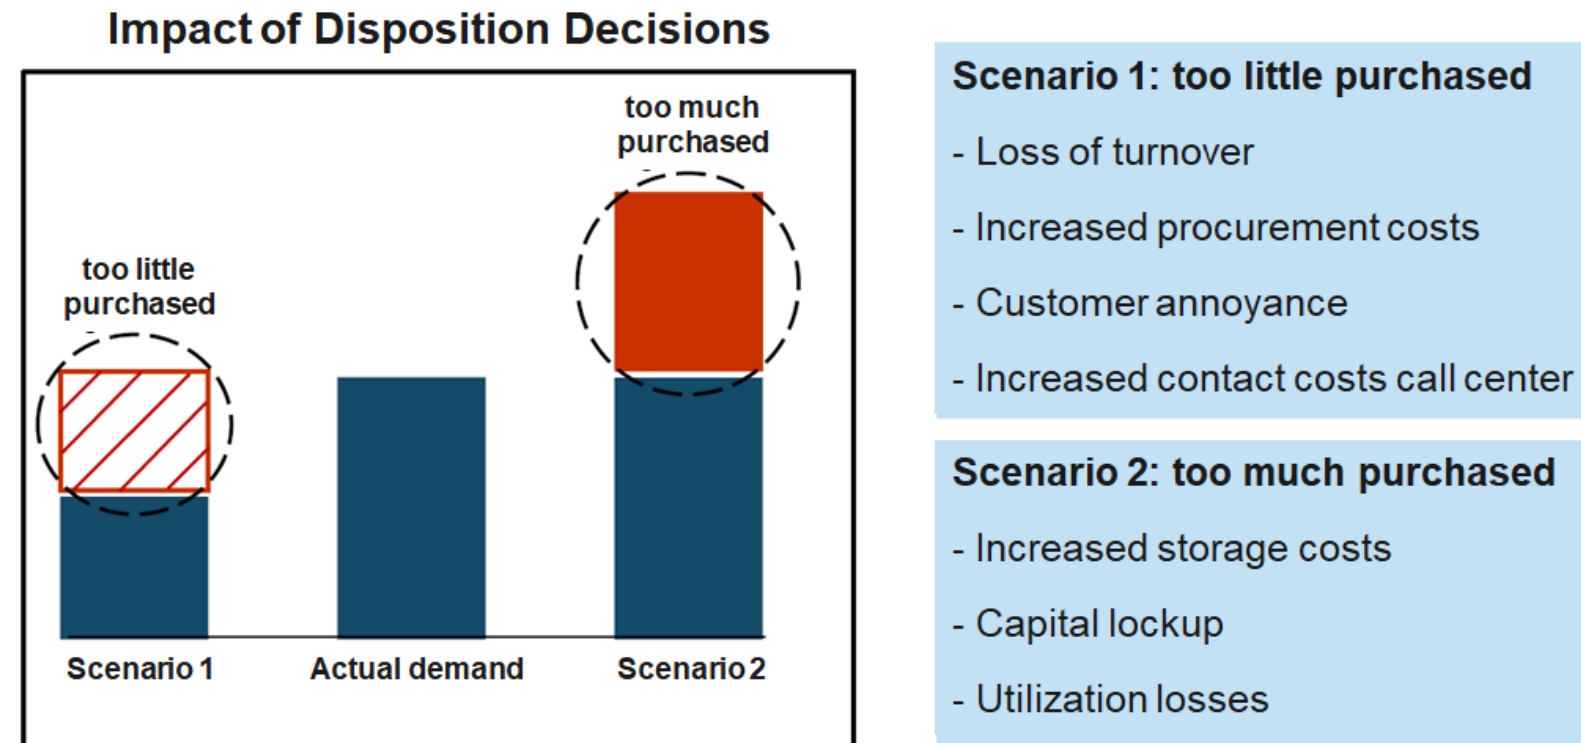 Impact of Disposition Decisions
too much
purchased
too little
purchased
Scenario 1
Actual demand
Scenario 2
Scenario 1: too little purchased
- Loss of turnover
- Increased procurement costs
- Customer annoyance
- Increased contact costs call center
Scenario 2: too much purchased
- Increased storage costs
- Capital lockup
- Utilization losses